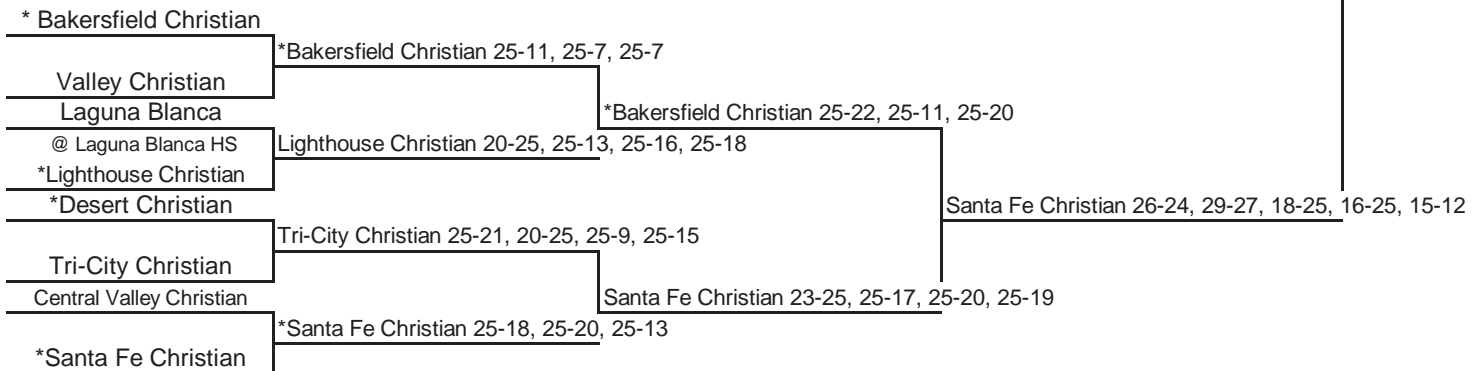 * Bakersfield Christian
*Bakersfield Christian 25-11, 25-7, 25-7
Valley Christian
Laguna Blanca
*Bakersfield Christian 25-22, 25-11, 25-20
@ Laguna Blanca HS
Lighthouse Christian 20-25, 25-13, 25-16, 25-18
*Lighthouse Christian
*Desert Christian
Santa Fe Christian 26-24, 29-27, 18-25, 16-25, 15-12
Tri-City Christian 25-21, 20-25, 25-9, 25-15
Tri-City Christian
Central Valley Christian
Santa Fe Christian 23-25, 25-17, 25-20, 25-19
*Santa Fe Christian 25-18, 25-20, 25-13
*Santa Fe Christian